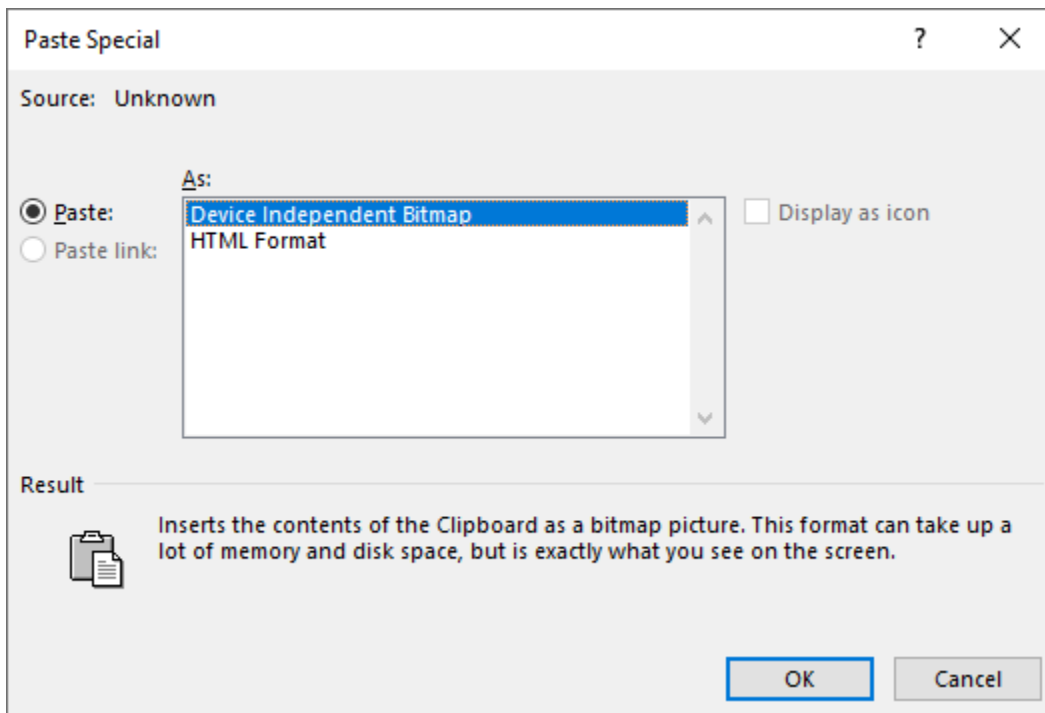 Paste Special
Source: Unknown
As:
Paste:
Device Independent Bitmap
Display as icon
Paste link:
HTML Format
Result
Inserts the contents of the Clipboard as a bitmap picture. This format can take up a
lot of memory and disk space, but is exactly what you see on the screen.
OK
Cancel